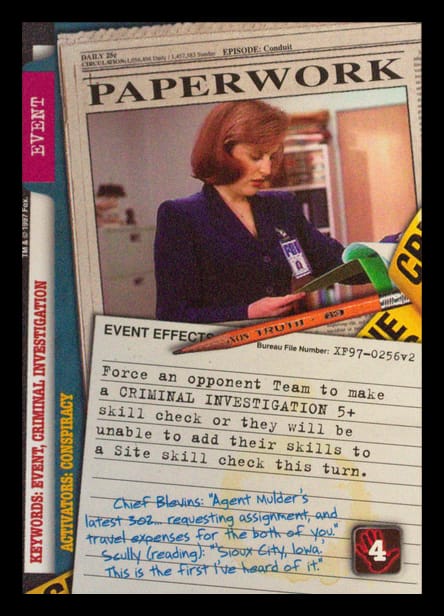 DAILY 25¢
EPISODE: Conduit
PAPERWORK
EVENT
TM & © 1997 Fox.
KEYWORDS: EVENT, CRIMINAL INVESTIGATION
ACTIVATORS: CONSPIRACY
FBI
CRI
NE
TRUTH
EVENT EFFECTS
Bureau File Number: XF97-0256v2
Force an opponent Team to make
a CRIMINAL INVESTIGATION 5+
skill check or they will be
unable to add their skills to
a Site skill check this turn.
Chief Blevins: "Agent Mulder's
latest 302... requesting assignment, and
travel expenses for the both of you."
Scully (reading): "Sioux City, Iowa.
This is the first I've heard of it."
4